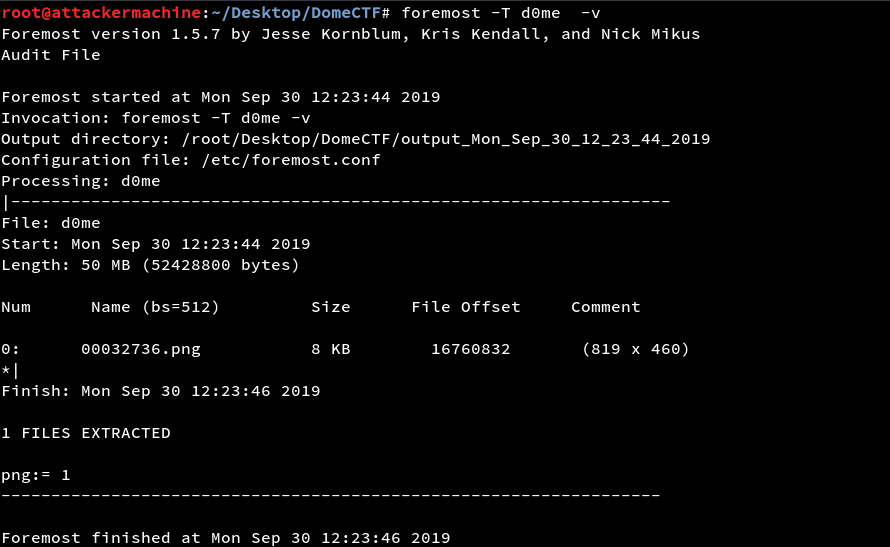 root@attackermachine:~/Desktop/DomeCTF# foremost -T d0me  -v
Foremost version 1.5.7 by Jesse Kornblum, Kris Kendall, and Nick Mikus
Audit File
Foremost started at Mon Sep 30 12:23:44 2019
Invocation: foremost -T d0me -v
Output directory: /root/Desktop/DomeCTF/output_Mon_Sep_30_12_23_44_2019
Configuration file: /etc/foremost.conf
Processing: d0me
|------------------------------------------------------------------
File: d0me
Start: Mon Sep 30 12:23:44 2019
Length: 50 MB (52428800 bytes)
Num      Name (bs=512)         Size      File Offset     Comment
0:      00032736.png           8 KB        16760832       (819 x 460)
*|
Finish: Mon Sep 30 12:23:46 2019
1 FILES EXTRACTED
png:= 1
------------------------------------------------------------------
Foremost finished at Mon Sep 30 12:23:46 2019